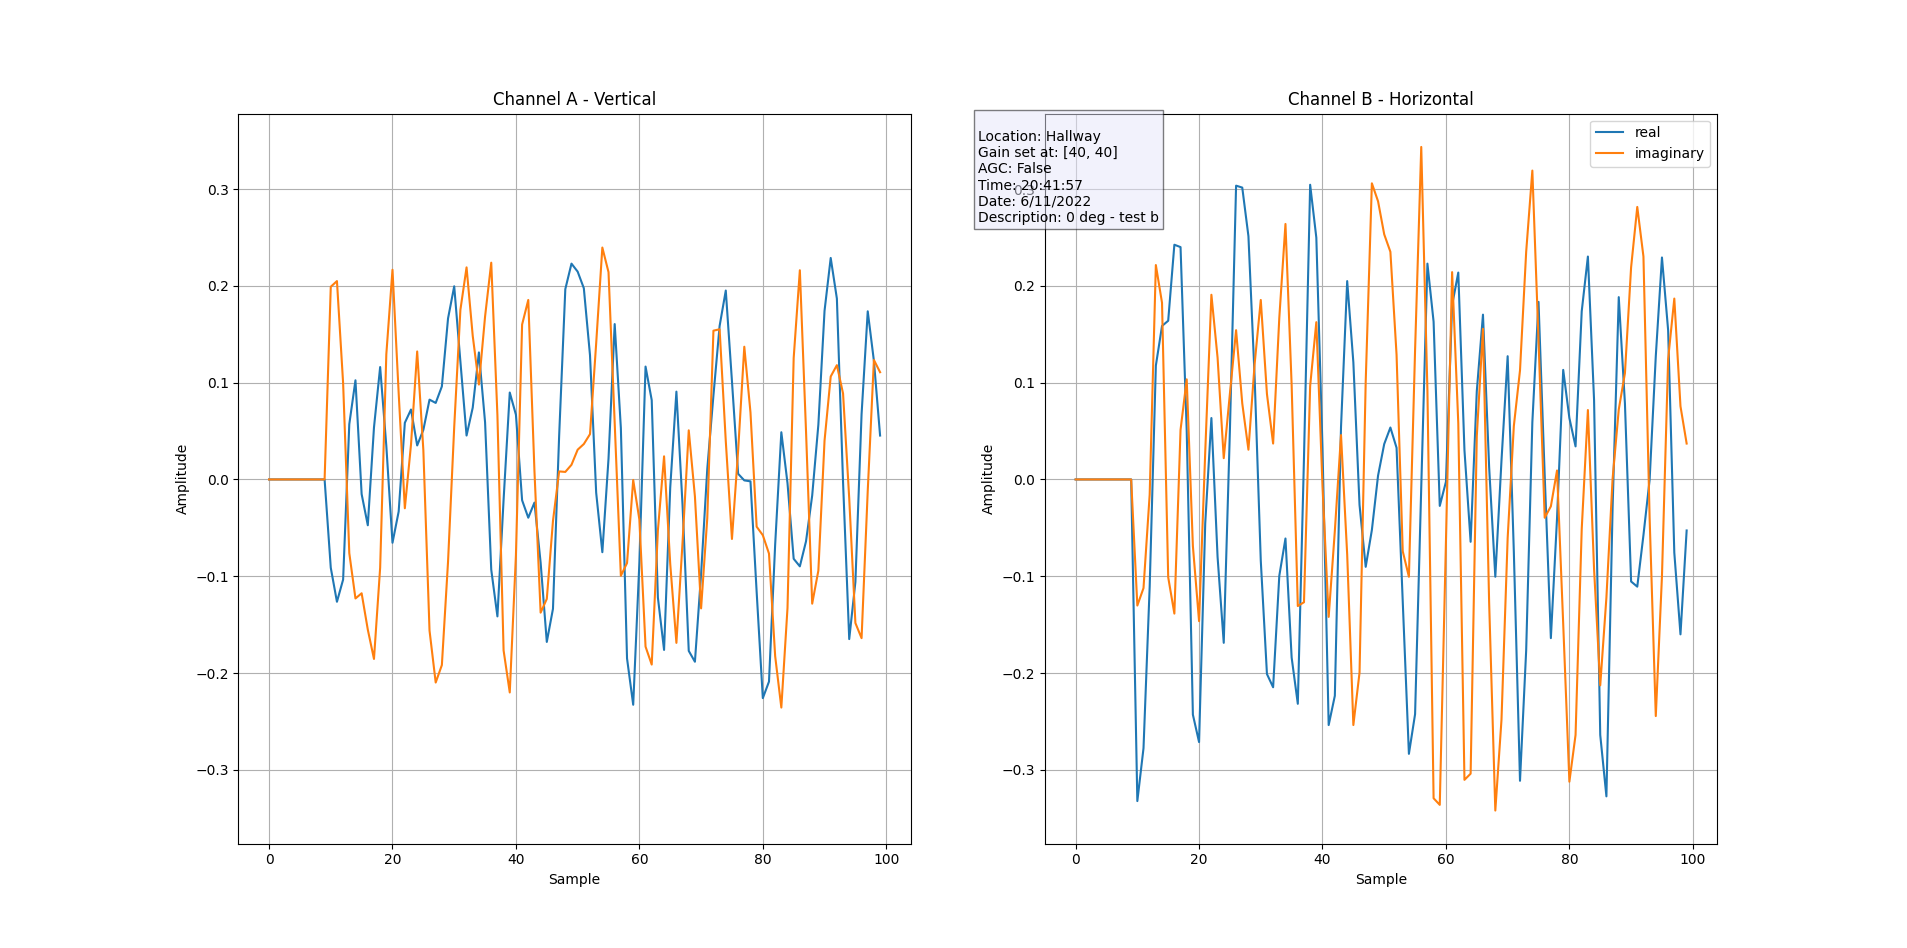 Channel A - Vertical
Amplitude
0.3
0.2
0.1
0.0
−0.1
−0.2
−0.3
0
20
40
60
80
100
Sample
Channel B - Horizontal
Location: Hallway
Gain set at: [40, 40]
AGC: False
Time: 20:41:57
Date: 6/11/2022
Description: 0 deg - test b
real
imaginary
Amplitude
0.3
0.2
0.1
0.0
−0.1
−0.2
−0.3
0
20
40
60
80
100
Sample